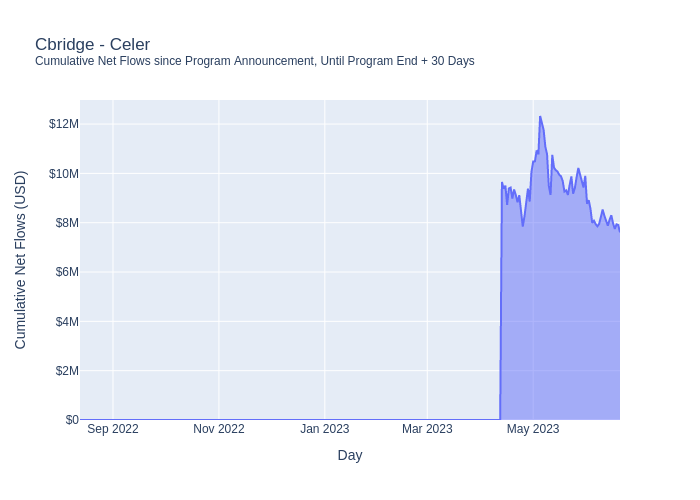 Cbridge - Celer
Cumulative Net Flows since Program Announcement, Until Program End + 30 Days
Cumulative Net Flows (USD)
$12M
$10M
$8M
$6M
$4M
$2M
$0
Sep 2022
Nov 2022
Jan 2023
Mar 2023
May 2023
Day